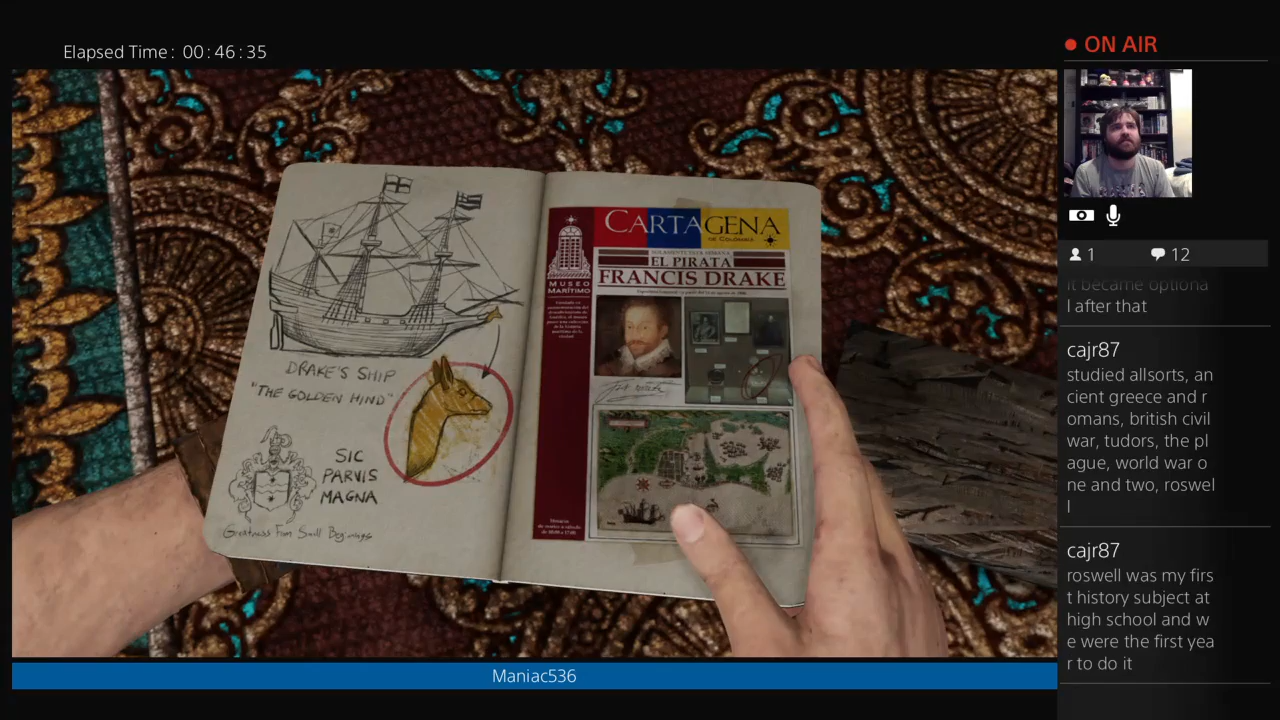 Elapsed Time: 00:46:35
ON AIR
DRAKE'S SHIP
"THE GOLDEN HIND"
SIC
PARVIS
MAGNA
Greatness From Small Beginnings
CARTAGENA
DE COLOMBIA
EL PIRATA
FRANCIS DRAKE
MUSEO
MARÍTIMO
1
12
it became optiona
l after that
cajr87
studied allsorts, an
cient greece and r
omans, british civil
war, tudors, the pl
ague, world war o
ne and two, roswel
l
cajr87
roswell was my firs
t history subject at
high school and w
e were the first yea
r to do it
Maniac536